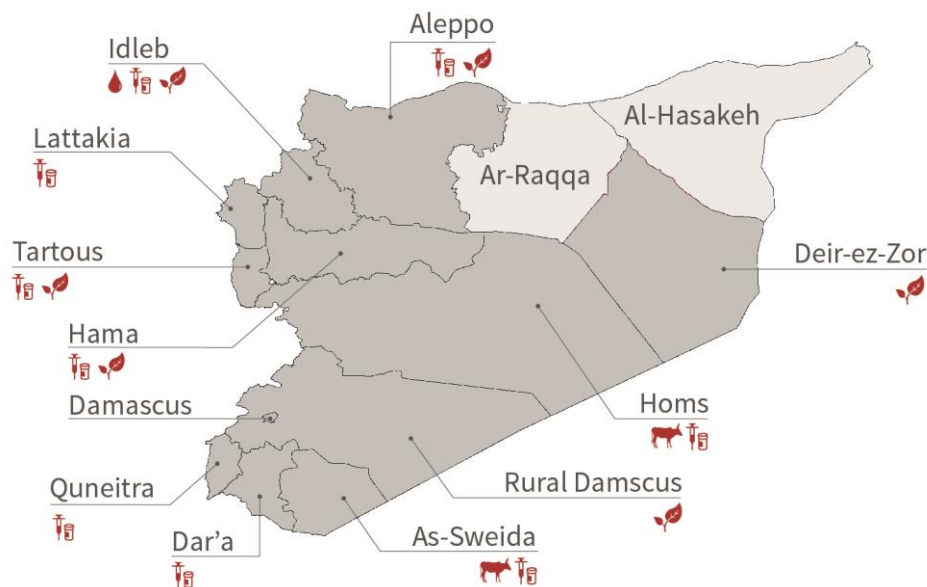 Aleppo
Idleb
Al-Hasakeh
Lattakia
Ar-Raqqa
Tartous
Deir-ez-Zor
Hama
Damascus
Homs
Quneitra
Rural Damscus
Dar'a
As-Sweida